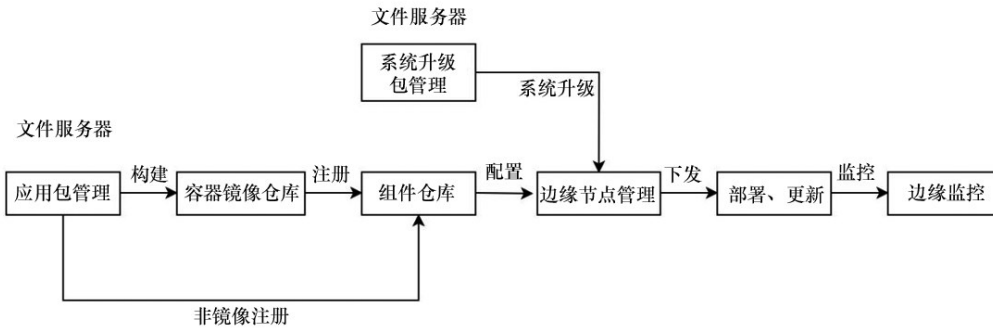 文件服务器
系统升级
包管理
系统升级
文件服务器
应用包管理
构建
容器镜像仓库
注册
组件仓库
配置
边缘节点管理
下发
部署、更新
监控
边缘监控
非镜像注册